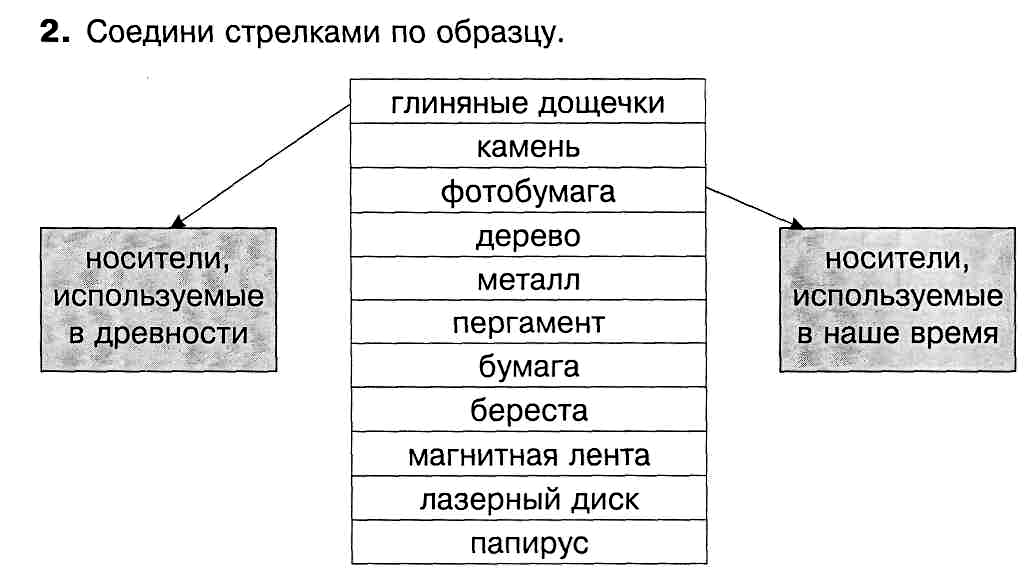 2. Соедини стрелками по образцу.
глиняные дощечки
камень
фотобумага
дерево
металл
пергамент
бумага
береста
магнитная лента
лазерный диск
папирус
носители,
используемые
в древности
носители,
используемые
в наше время